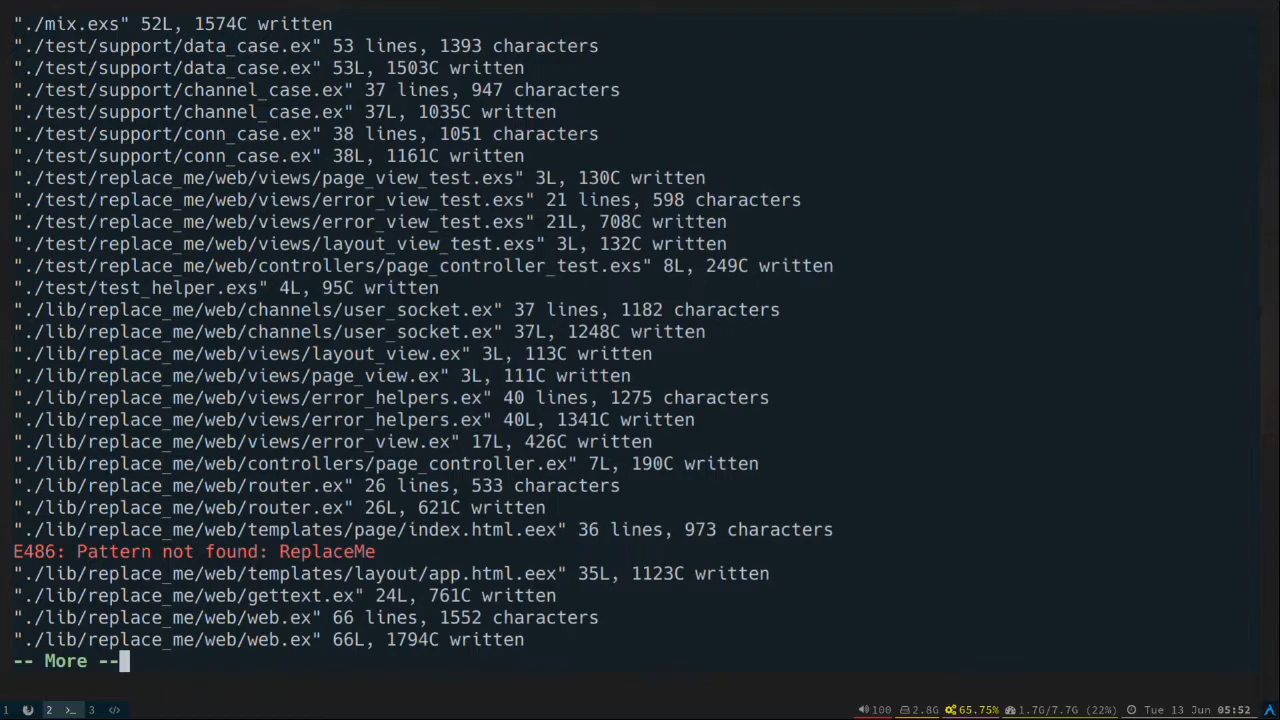 "./mix.exs" 52L, 1574C written
"./test/support/data_case.ex" 53 lines, 1393 characters
"./test/support/data_case.ex" 53L, 1503C written
"./test/support/channel_case.ex" 37 lines, 947 characters
"./test/support/channel_case.ex" 37L, 1035C written
"./test/support/conn_case.ex" 38 lines, 1051 characters
"./test/support/conn_case.ex" 38L, 1161C written
"./test/replace_me/web/views/page_view_test.exs" 3L, 130C written
"./test/replace_me/web/views/error_view_test.exs" 21 lines, 598 characters
"./test/replace_me/web/views/error_view_test.exs" 21L, 708C written
"./test/replace_me/web/views/layout_view_test.exs" 3L, 132C written
"./test/replace_me/web/controllers/page_controller_test.exs" 8L, 249C written
"./test/test_helper.exs" 4L, 95C written
"./lib/replace_me/web/channels/user_socket.ex" 37 lines, 1182 characters
"./lib/replace_me/web/channels/user_socket.ex" 37L, 1248C written
"./lib/replace_me/web/views/layout_view.ex" 3L, 113C written
"./lib/replace_me/web/views/page_view.ex" 3L, 111C written
"./lib/replace_me/web/views/error_helpers.ex" 40 lines, 1275 characters
"./lib/replace_me/web/views/error_helpers.ex" 40L, 1341C written
"./lib/replace_me/web/views/error_view.ex" 17L, 426C written
"./lib/replace_me/web/controllers/page_controller.ex" 7L, 190C written
"./lib/replace_me/web/router.ex" 26 lines, 533 characters
"./lib/replace_me/web/router.ex" 26L, 621C written
"./lib/replace_me/web/templates/page/index.html.eex" 36 lines, 973 characters
E486: Pattern not found: ReplaceMe
"./lib/replace_me/web/templates/layout/app.html.eex" 35L, 1123C written
"./lib/replace_me/web/gettext.ex" 24L, 761C written
"./lib/replace_me/web/web.ex" 66 lines, 1552 characters
"./lib/replace_me/web/web.ex" 66L, 1794C written
-- More --
1 2 >_ 3 </> 100 2.8G 65.75% 1.7G/7.7G (22%) Tue 13 Jun 05:52